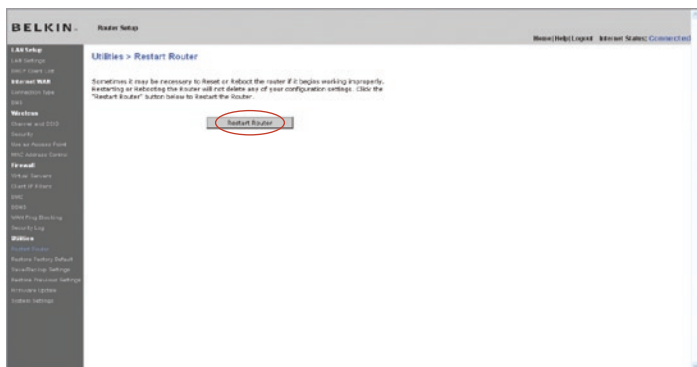 BELKIN.
Router Setup
Home|Help|Logout Internet Status: Connected
LAN Setup
LAN Settings
DHCP Client List
Internet WAN
Connection Type
DNS
Wireless
Channel and SSID
Security
Use as Access Point
MAC Address Control
Firewall
Virtual Servers
Client IP Filters
DMZ
DDNS
WAN Ping Blocking
Security Log
Utilities
Restart Router
Restore Factory Default
Save/Backup Settings
Restore Previous Settings
Firmware Update
System Settings
Utilities > Restart Router
Sometimes it may be necessary to Reset or Reboot the router if it begins working improperly.
Restarting or Rebooting the Router will not delete any of your configuration settings. Click the
"Restart Router" button below to Restart the Router.
Restart Router